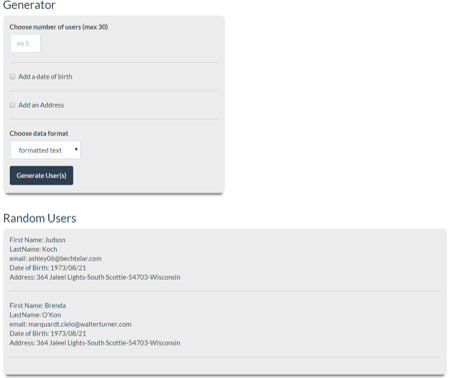 Generator
Choose number of users (max 30)
ex 5
Add a date of birth
Add an Address
Choose data format
formatted text
Generate User(s)
Random Users
First Name: Judson
LastName: Koch
email: ashley06@bechtelar.com
Date of Birth: 1973/08/21
Address: 364 Jaleel Lights-South Scottie-54703-Wisconsin
First Name: Brenda
LastName: O'Kon
email: marquardt.clelo@walterturner.com
Date of Birth: 1973/08/21
Address: 364 Jaleel Lights-South Scottie-54703-Wisconsin